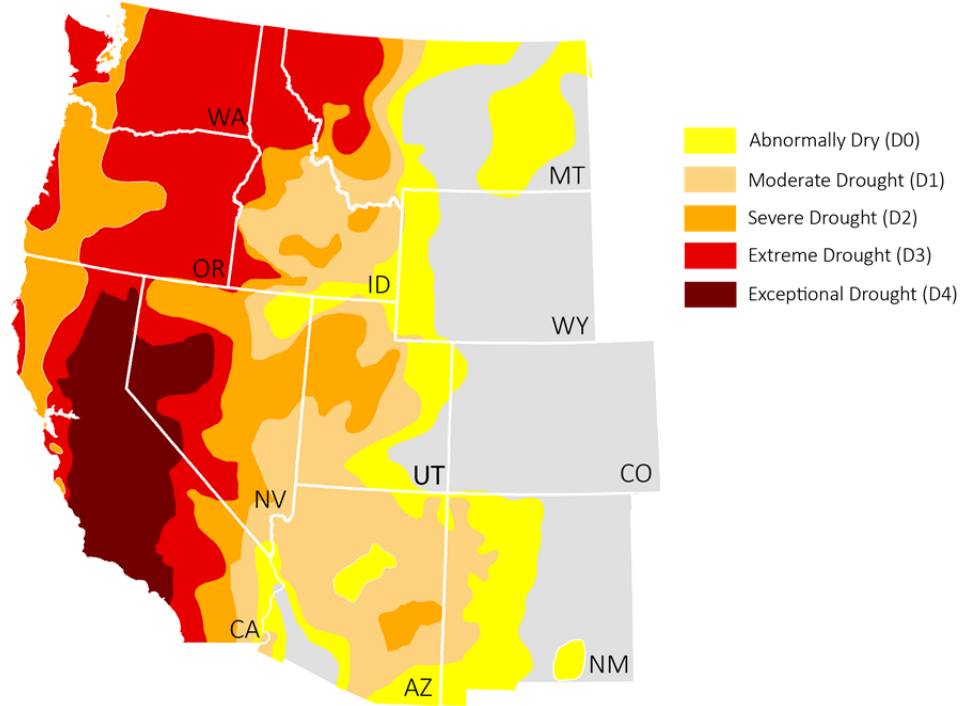 WA
MT
OR
ID
WY
UT
CO
NV
CA
AZ
NM
Abnormally Dry (D0)
Moderate Drought (D1)
Severe Drought (D2)
Extreme Drought (D3)
Exceptional Drought (D4)